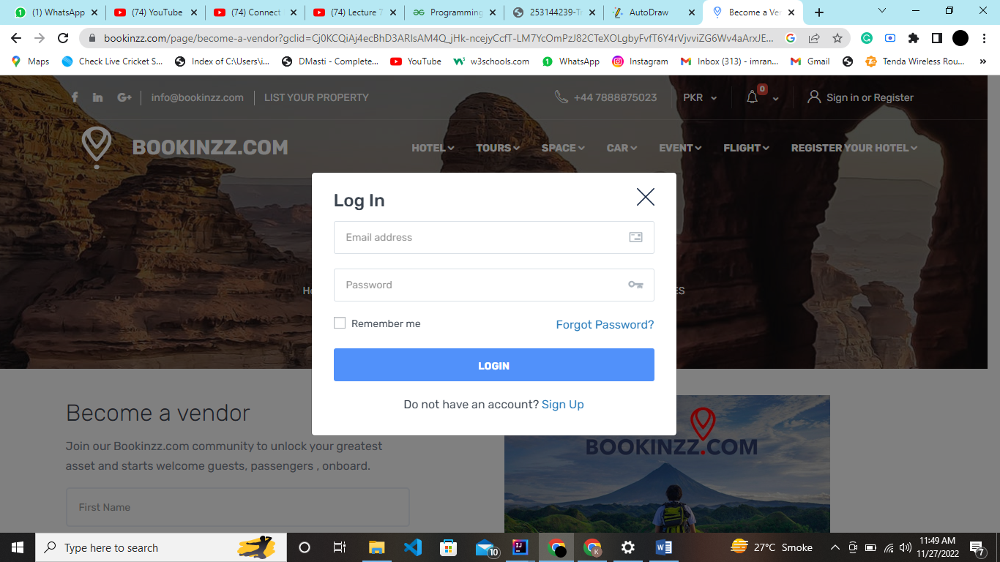 (1) WhatsApp
(74) YouTube
(74) Connect
(74) Lecture 7
Programming
253144239-Tr
AutoDraw
Become a Ver
bookinzz.com/page/become-a-vendor?gclid=Cj0KCQiAj4ecBhD3ARIsAM4Q_jHk-ncejyCcfT-LM7YcOmPzJ82CTeXOLgbyFvfT6Y4rVjvviZG6Wv4aArxJE...
Maps
Check Live Cricket S...
Index of C:\Users\i...
DMasti - Complete...
YouTube
w3schools.com
WhatsApp
Instagram
Inbox (313) - imran...
Gmail
Tenda Wireless Rou...
info@bookinzz.com
LIST YOUR PROPERTY
+44 7888875023
PKR
0
Sign in or Register
BOOKINZZ.COM
HOTEL
TOURS
SPACE
CAR
EVENT
FLIGHT
REGISTER YOUR HOTEL
Log In
Email address
Password
Remember me
Forgot Password?
LOGIN
Do not have an account? Sign Up
Become a vendor
Join our Bookinzz.com community to unlock your greatest
asset and starts welcome guests, passengers , onboard.
First Name
BOOKINZZ.COM
Type here to search
10
27°C Smoke
11:49 AM
11/27/2022
7